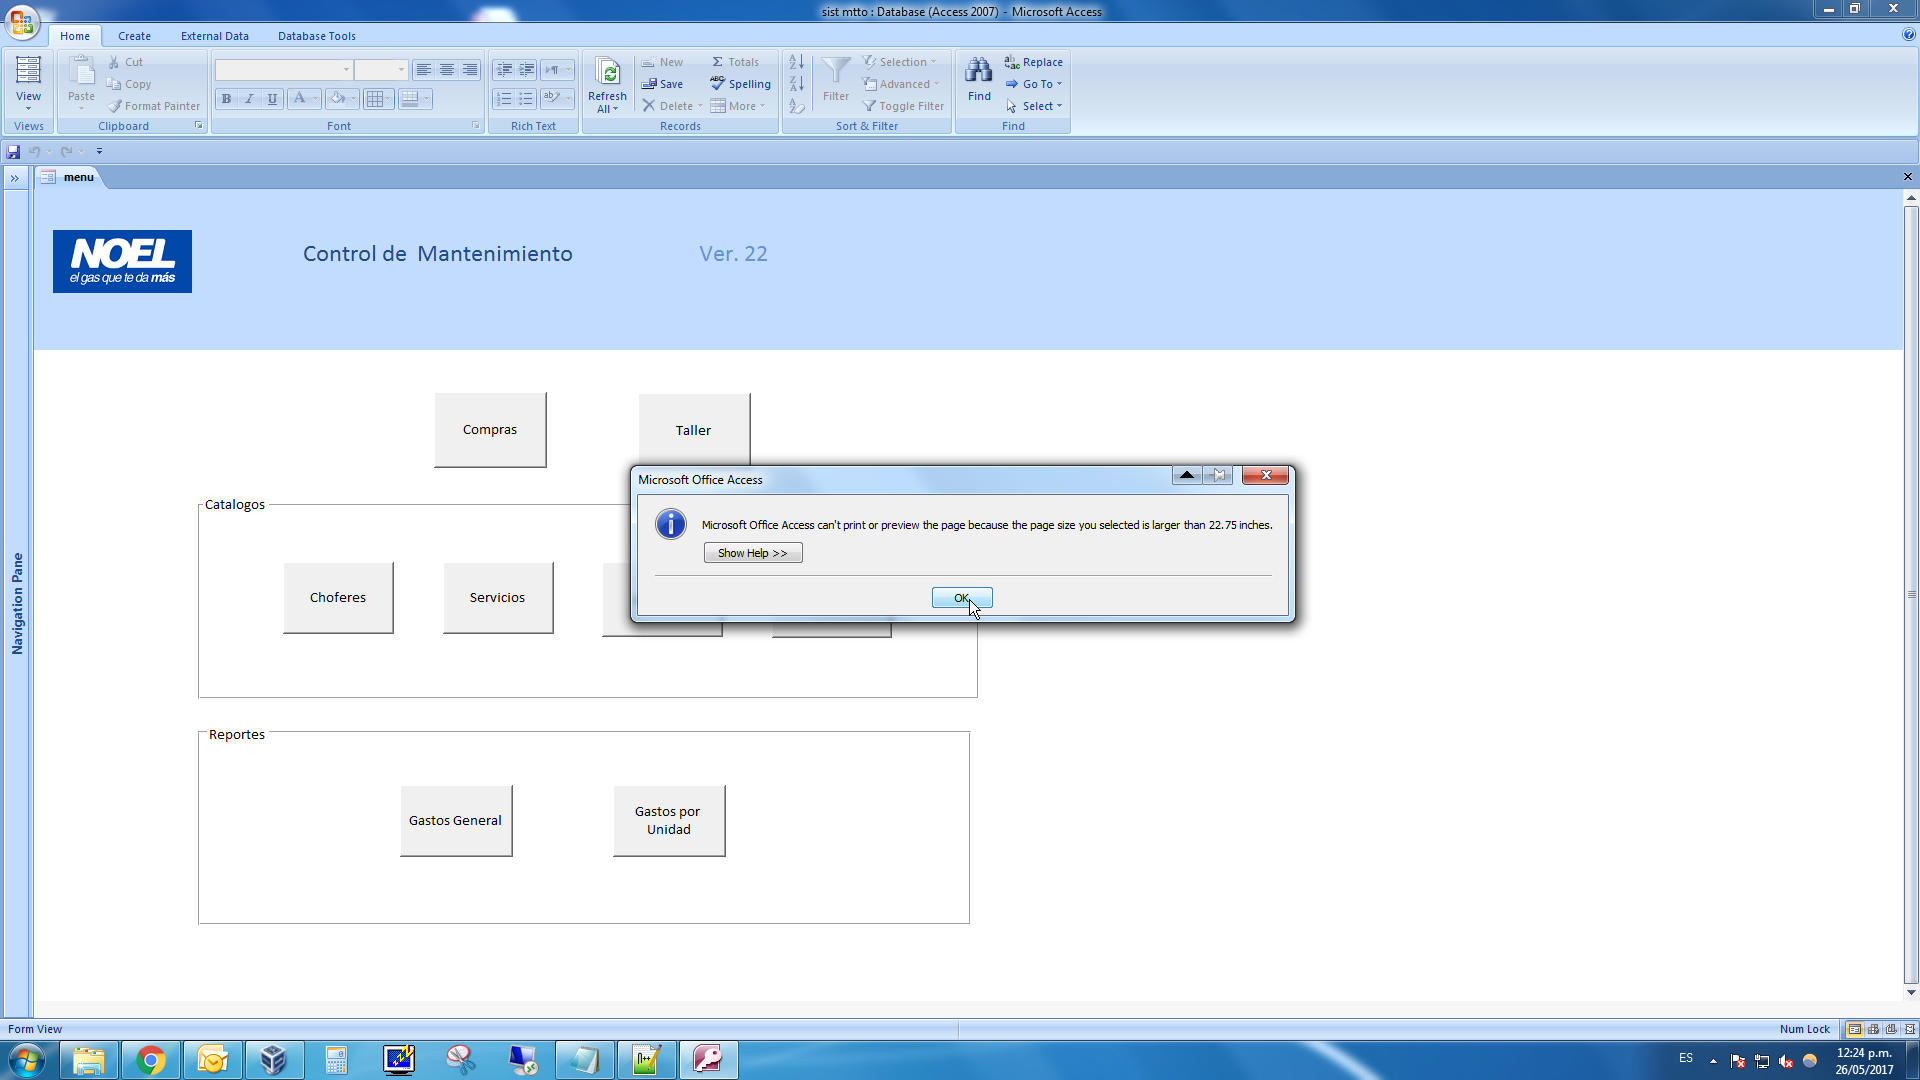 sist mtto : Database (Access 2007) - Microsoft Access
Home Create External Data Database Tools
View
Views
Paste
Cut
Copy
Format Painter
Clipboard
B I U A
Font
Rich Text
Refresh
All
New
Save
Delete
Totals
Spelling
More
Records
Filter
Selection
Advanced
Toggle Filter
Sort & Filter
Find
Replace
Go To
Select
Find
menu
NOEL
el gas que te da más
Control de Mantenimiento Ver. 22
Compras
Taller
Microsoft Office Access
Microsoft Office Access can't print or preview the page because the page size you selected is larger than 22.75 inches.
Show Help >>
OK
Catalogos
Choferes
Servicios
Reportes
Gastos General
Gastos por
Unidad
Navigation Pane
Form View
Num Lock
ES
12:24 p.m.
26/05/2017